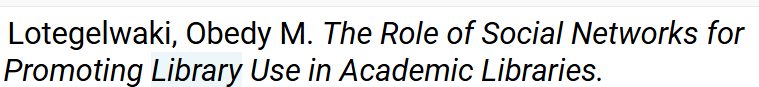 Lotegelwaki, Obedy M. The Role of Social Networks for
Promoting Library Use in Academic Libraries.